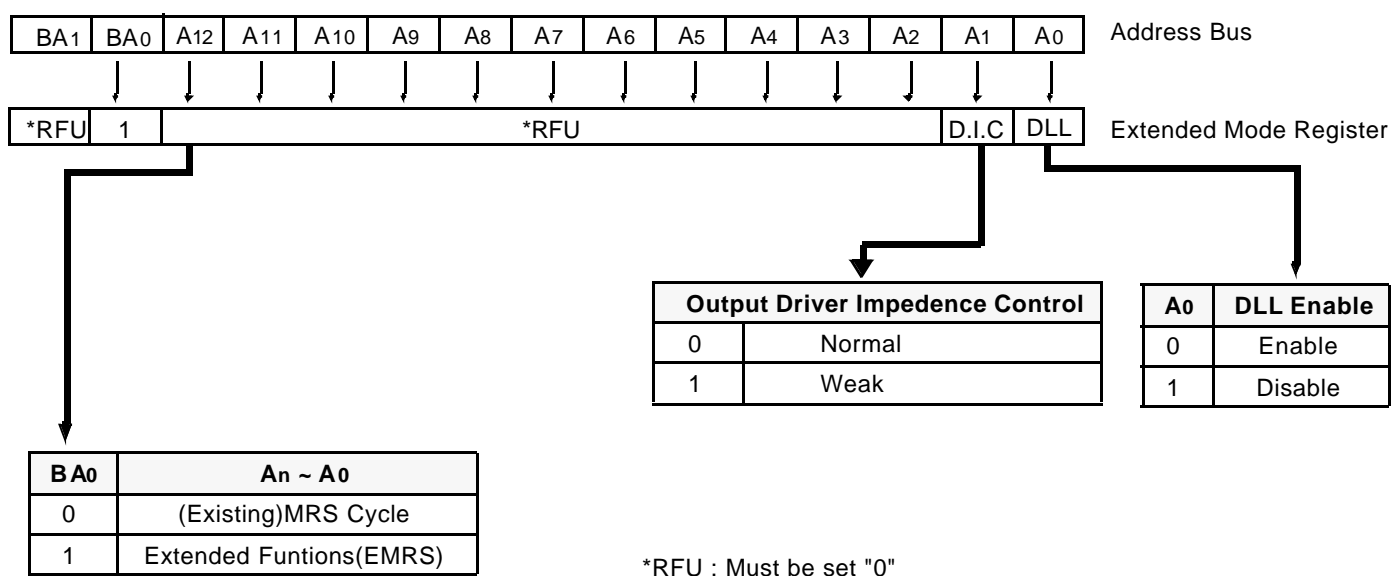 BA1 BA0 A12 A11 A10 A9 A8 A7 A6 A5 A4 A3 A2 A1 A0 Address Bus
*RFU 1 *RFU D.I.C DLL Extended Mode Register
Output Driver Impedence Control
0 Normal
1 Weak
A0 DLL Enable
0 Enable
1 Disable
BA0 An ~ A0
0 (Existing)MRS Cycle
1 Extended Funtions(EMRS)
*RFU : Must be set "0"